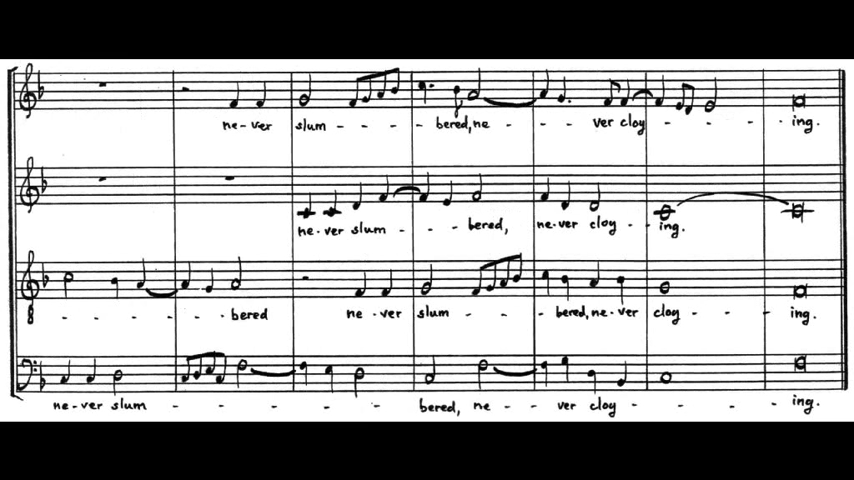 ne-ver slum - - - - bered, ne - - - ver cloy - - - - - ing.
ne-ver slum - - - bered, ne-ver cloy - - ing.
8
- - - - - - bered ne-ver slum - - - - bered, ne-ver cloy - - - ing.
ne-ver slum - - - - - - - bered, ne - - ver cloy - - - - - ing.